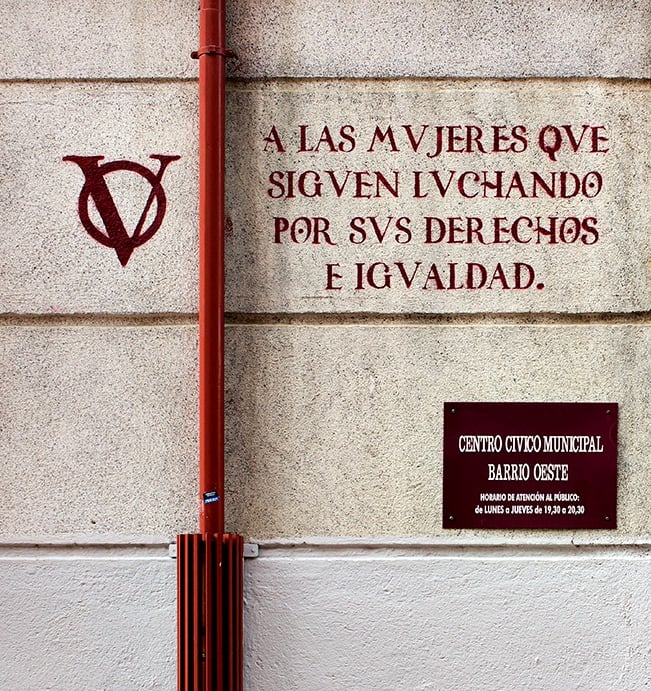 A LAS MVJERES QVE
SIGVEN LVCHANDO
POR SVS DERECHOS
E IGVALDAD.
CENTRO CIVICO MUNICIPAL
BARRIO OESTE
HORARIO DE ATENCIÓN AL PÚBLICO:
de LUNES a JUEVES de 19,30 a 20,30